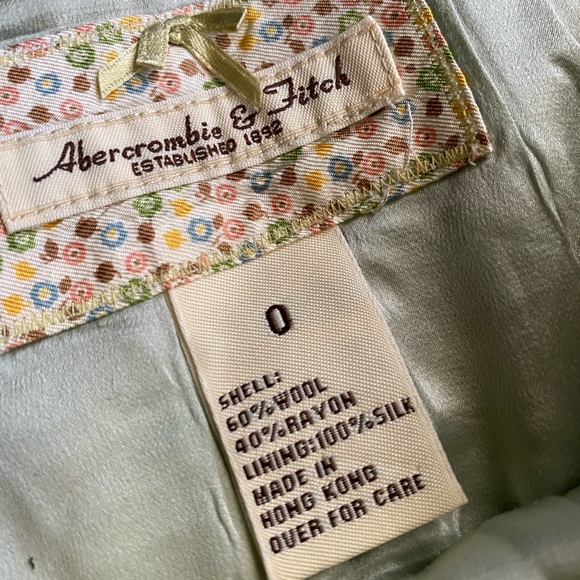 Abercrombie & Fitch
ESTABLISHED 1892
0
SHELL:
60%WOOL
40%RAYON
LINING:100%SILK
MADE IN
HONG KONG
OVER FOR CARE